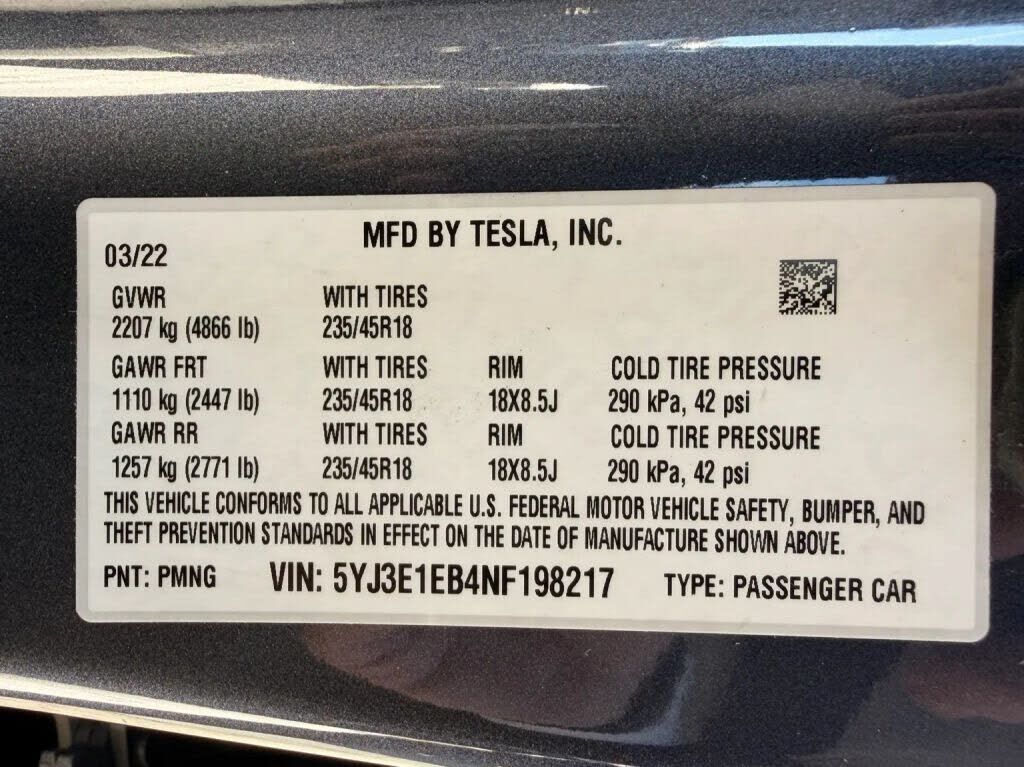 MFD BY TESLA, INC.
03/22
GVWR WITH TIRES
2207 kg (4866 lb) 235/45R18
GAWR FRT WITH TIRES RIM COLD TIRE PRESSURE
1110 kg (2447 lb) 235/45R18 18X8.5J 290 kPa, 42 psi
GAWR RR WITH TIRES RIM COLD TIRE PRESSURE
1257 kg (2771 lb) 235/45R18 18X8.5J 290 kPa, 42 psi
THIS VEHICLE CONFORMS TO ALL APPLICABLE U.S. FEDERAL MOTOR VEHICLE SAFETY, BUMPER, AND
THEFT PREVENTION STANDARDS IN EFFECT ON THE DATE OF MANUFACTURE SHOWN ABOVE.
PNT: PMNG VIN: 5YJ3E1EB4NF198217 TYPE: PASSENGER CAR